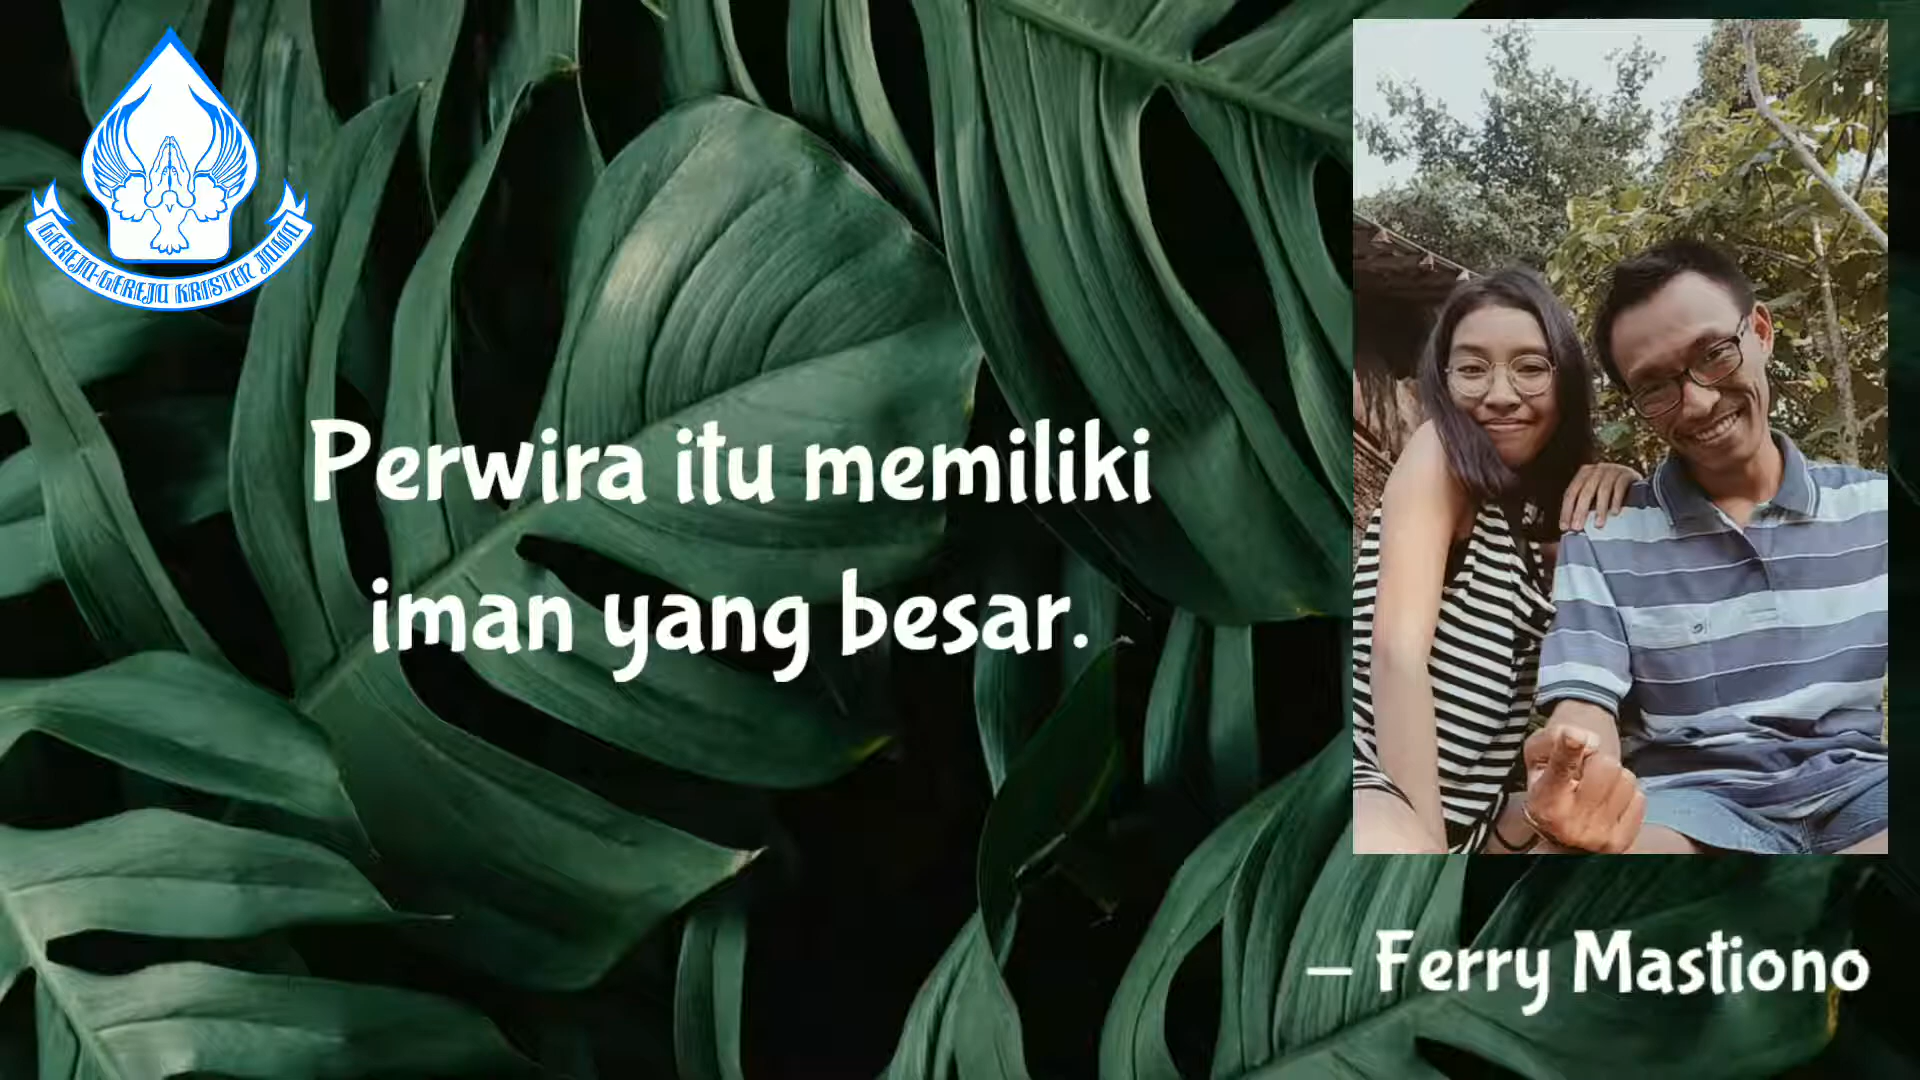 GEREJA-GEREJA KRISTEN JAWA
Perwira itu memiliki
iman yang besar.
– Ferry Mastiono